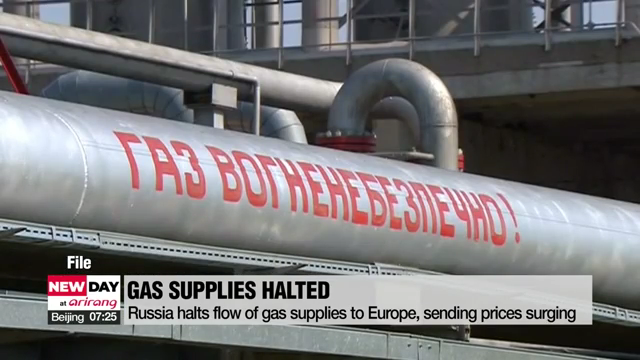 ГАЗ ВОГНЕНЕБЕЗПЕЧНО!
File
NEW DAY
at arirang
GAS SUPPLIES HALTED
Beijing 07:25
Russia halts flow of gas supplies to Europe, sending prices surging